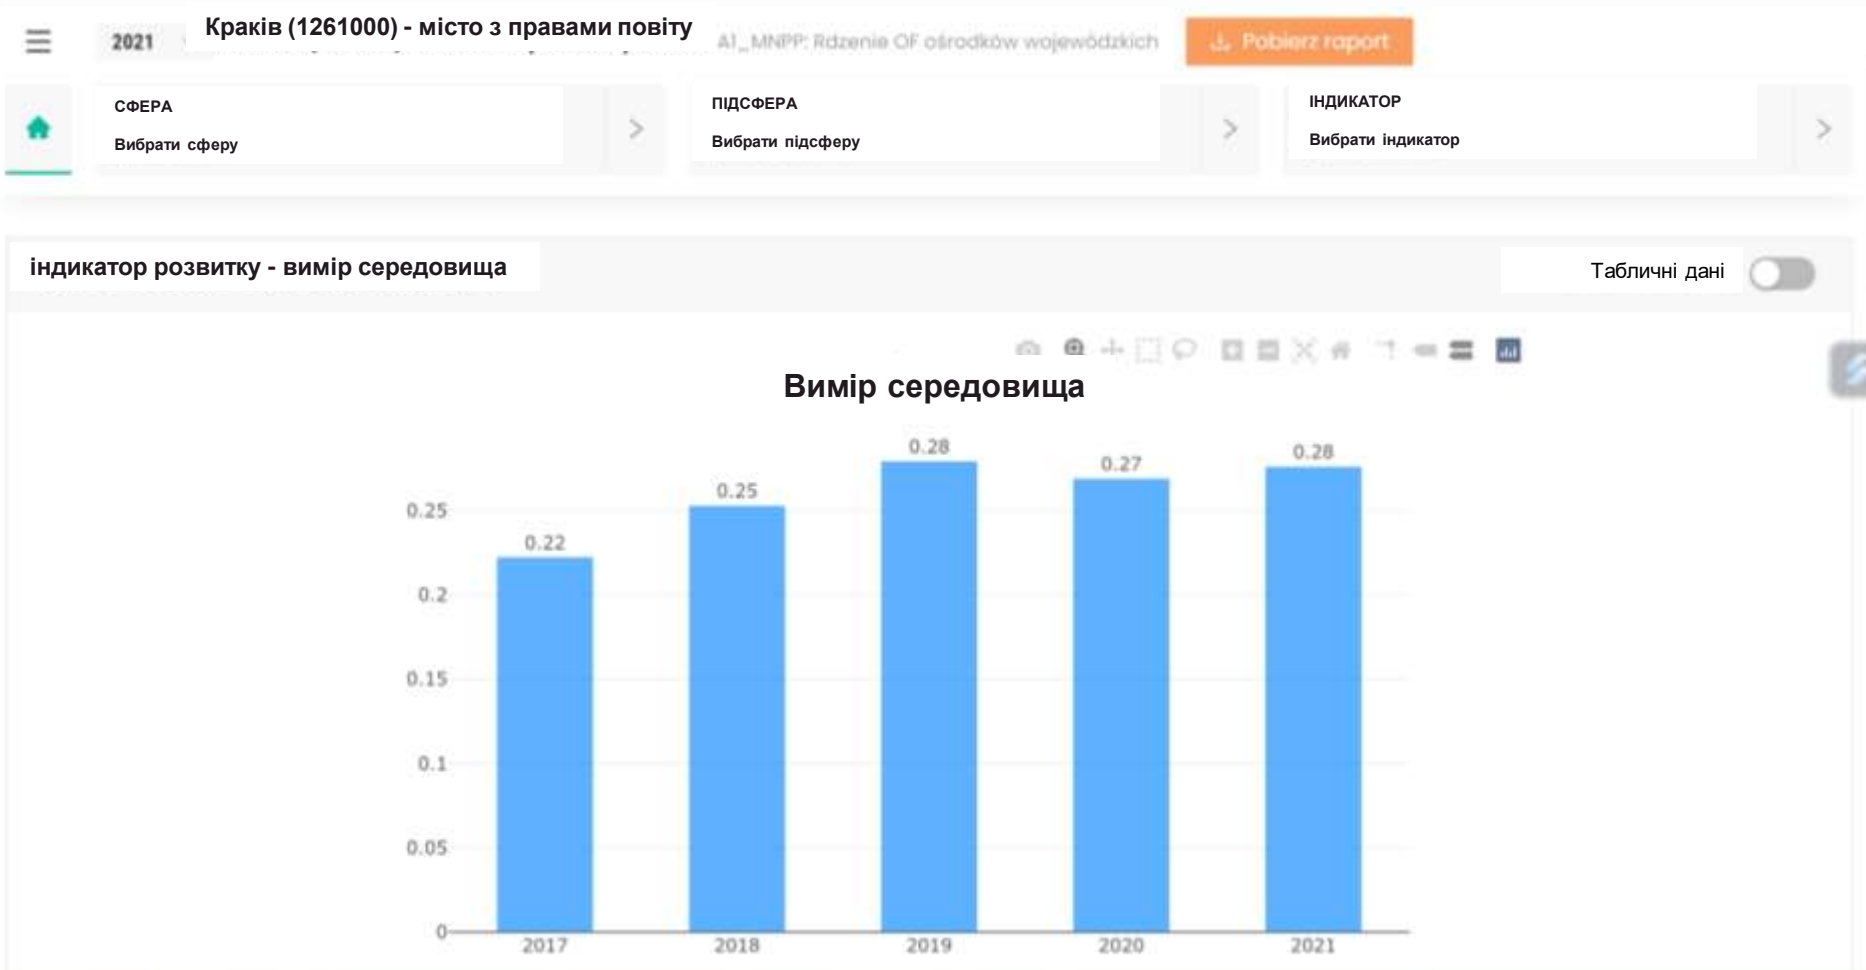 2021
Краків (1261000) - місто з правами повіту
A1_MNPP: Rdzenie OF ośrodków wojewódzkich
Pobierz raport
СФЕРА
Вибрати сферу
ПІДСФЕРА
Вибрати підсферу
ІНДИКАТОР
Вибрати індикатор
індикатор розвитку - вимір середовища
Табличні дані
Вимір середовища
0.28
0.28
0.27
0.25
0.25
0.22
0.2
0.15
0.1
0.05
0
2017
2018
2019
2020
2021